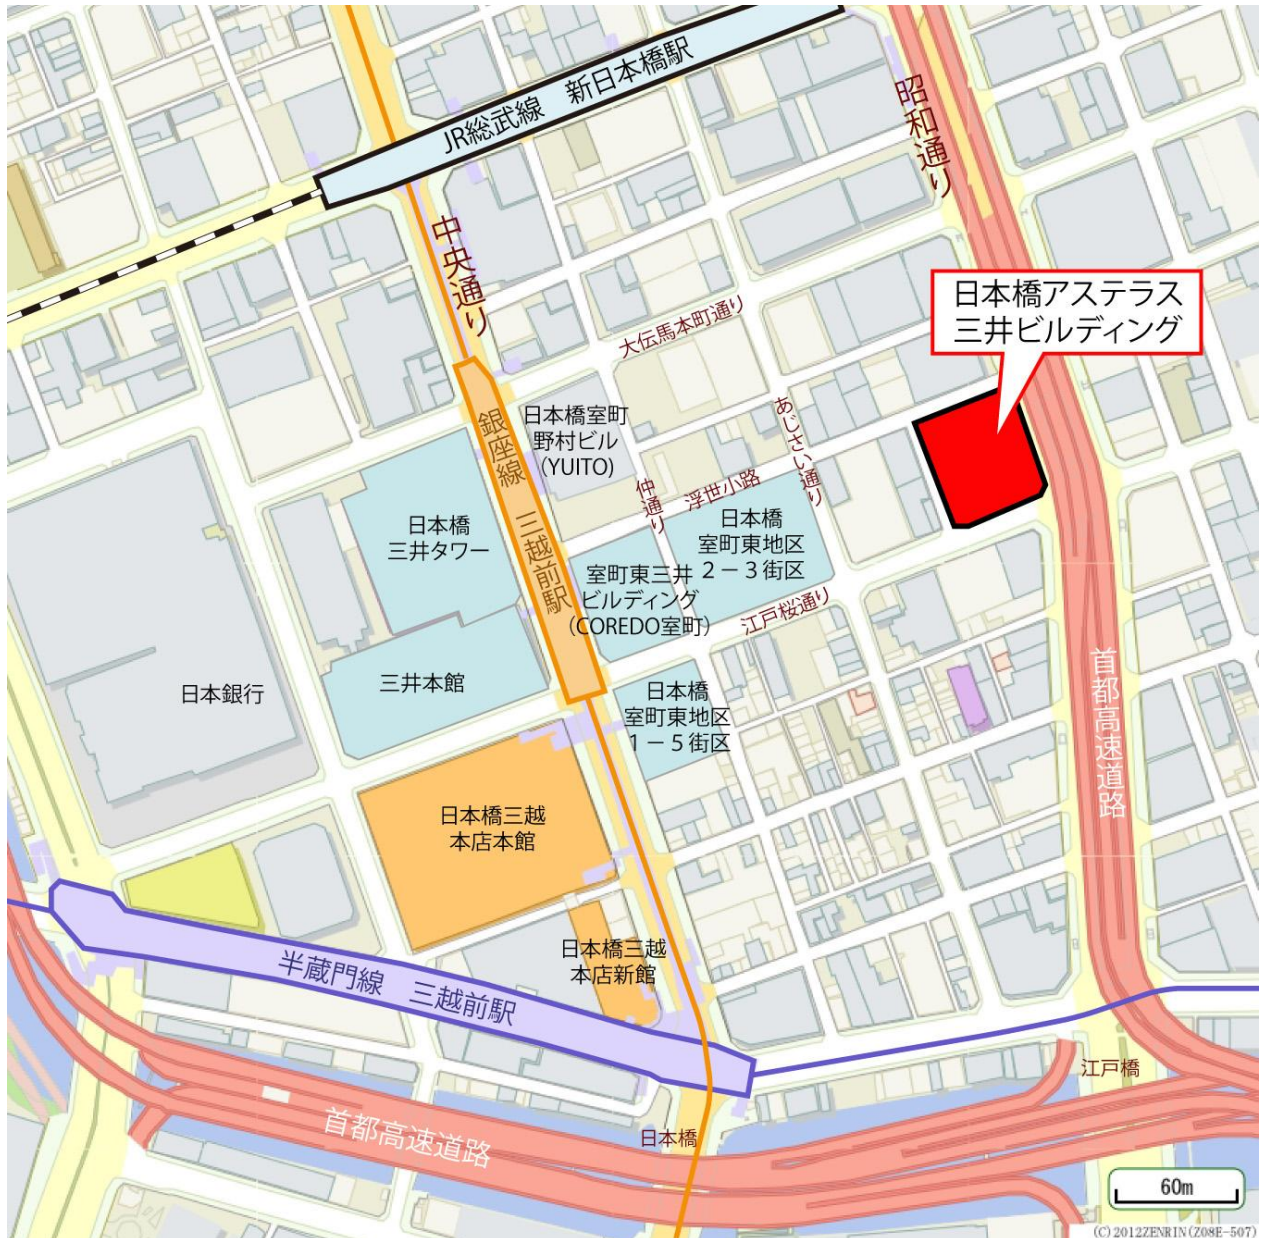 JR総武線 新日本橋駅
昭和通り
中央通り
日本橋アステラス
三井ビルディング
大伝馬本町通り
あじさい通り
銀座線 三越前駅
日本橋室町
野村ビル
(YUITO)
仲通り
浮世小路
日本橋
三井タワー
日本橋
室町東地区
2-3街区
室町東三井
ビルディング
(COREDO室町)
江戸桜通り
三井本館
日本銀行
日本橋
室町東地区
1-5街区
首都高速道路
日本橋三越
本店本館
日本橋三越
本店新館
半蔵門線 三越前駅
江戸橋
首都高速道路
日本橋
60m
(C) 2012ZENRIN(Z08E-507)